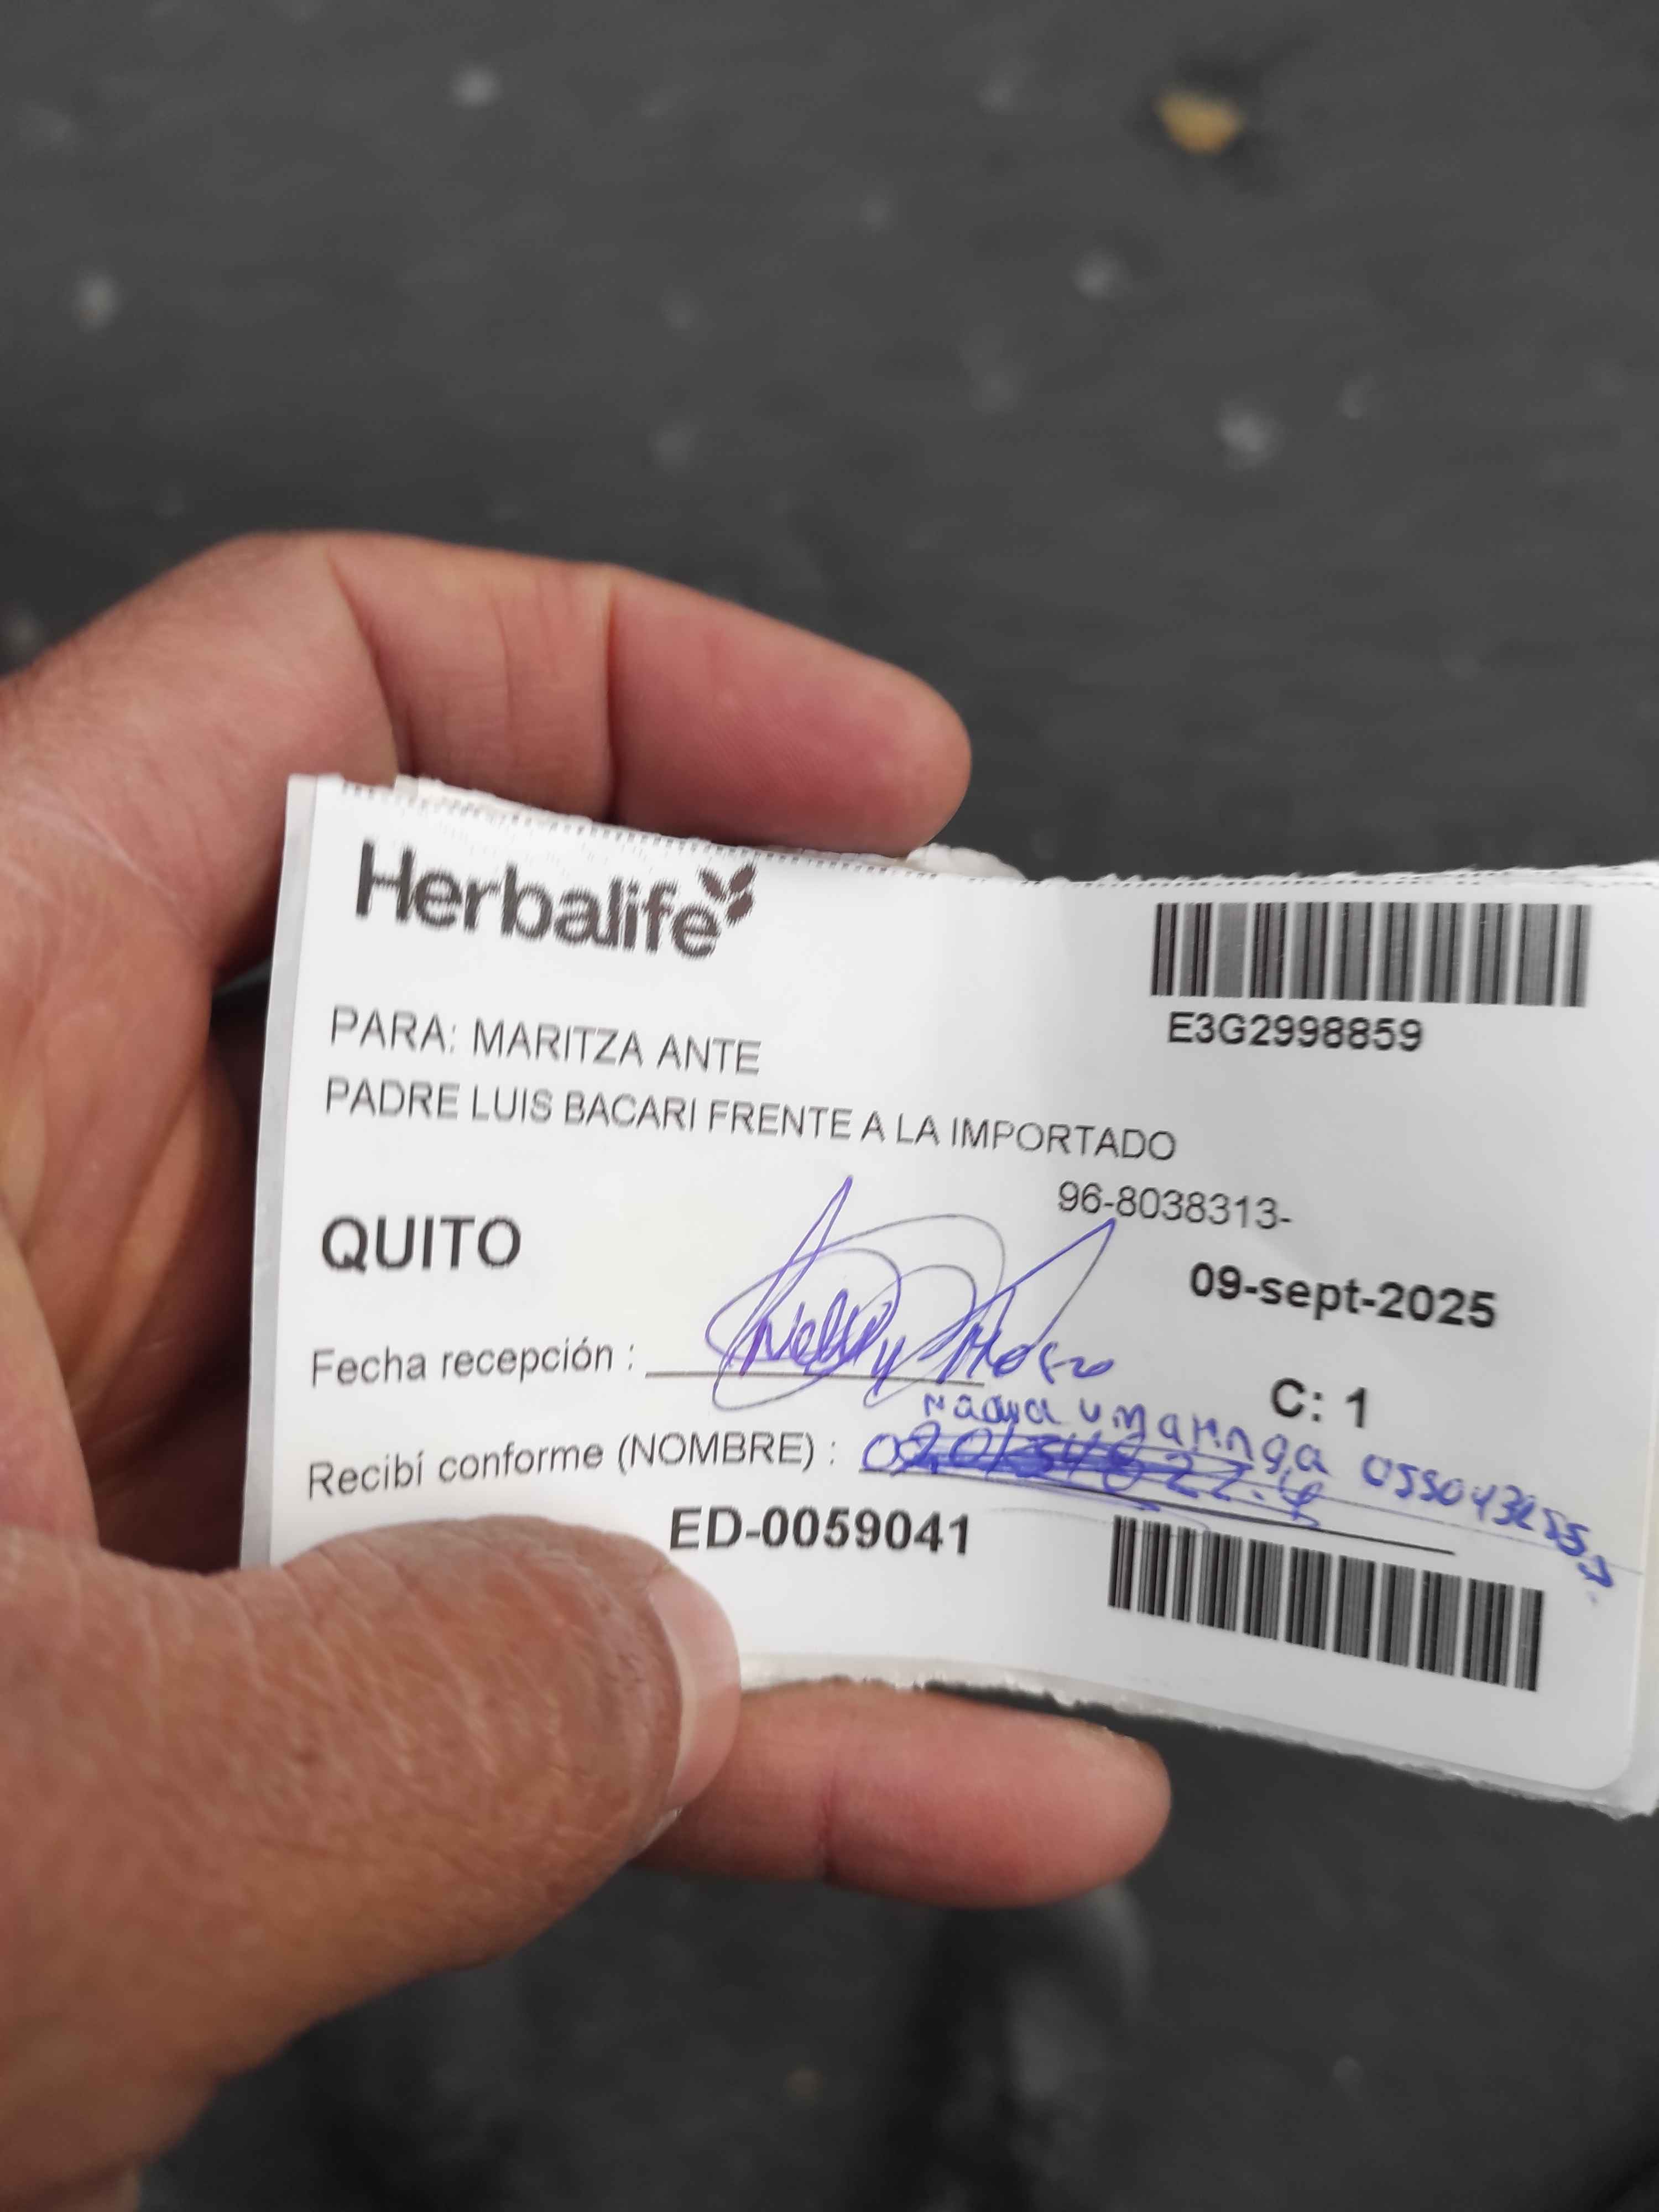 Herbalife
E3G2998859
PARA: MARITZA ANTE
PADRE LUIS BACARI FRENTE A LA IMPORTADO
96-8038313-
QUITO
09-sept-2025
Fecha recepción :
C: 1
Recibí conforme (NOMBRE) :
ED-0059041